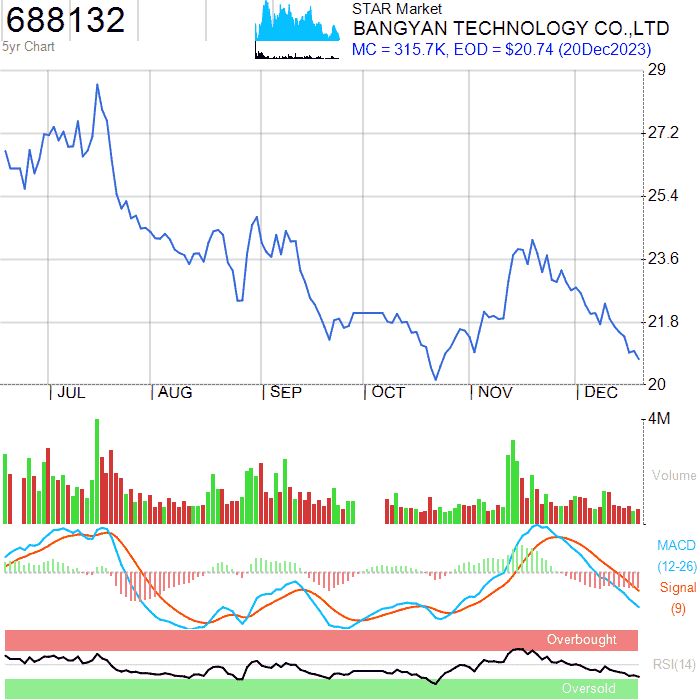 688132
5yr Chart
STAR Market
BANGYAN TECHNOLOGY CO.,LTD
MC = 315.7K, EOD = $20.74 (20Dec2023)
29
27.2
25.4
23.6
21.8
20
JUL AUG SEP OCT NOV DEC
4M
Volume
MACD
(12-26)
Signal
(9)
Overbought
RSI(14)
Oversold